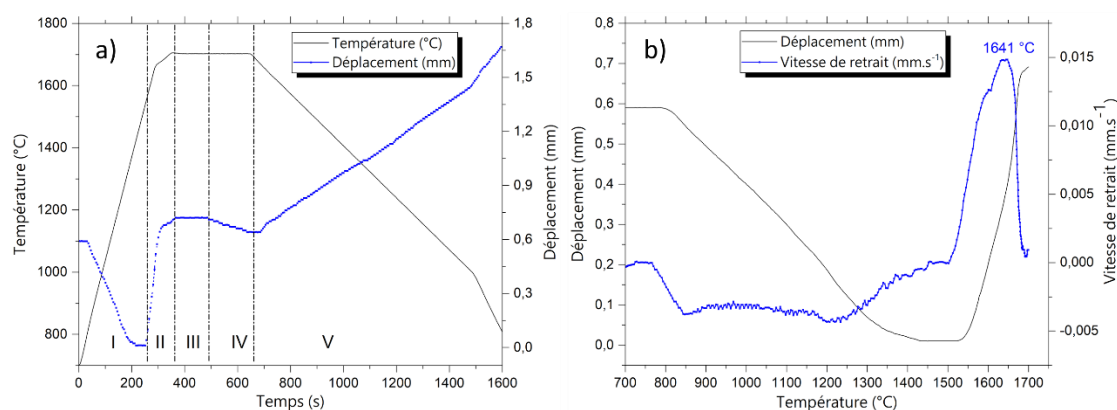 a)
Température (°C)
Déplacement (mm)
I
II
III
IV
V
1800
1600
1400
1200
1000
800
Température (°C)
0
200
400
600
800
1000
1200
1400
1600
Temps (s)
1,8
1,5
1,2
0,9
0,6
0,3
0,0
Déplacement (mm)
b)
Déplacement (mm)
Vitesse de retrait (mm.s⁻¹)
1641 °C
0,8
0,7
0,6
0,5
0,4
0,3
0,2
0,1
0,0
Déplacement (mm)
700
800
900
1000
1100
1200
1300
1400
1500
1600
1700
Température (°C)
0,015
0,010
0,005
0,000
-0,005
Vitesse de retrait (mm.s⁻¹)